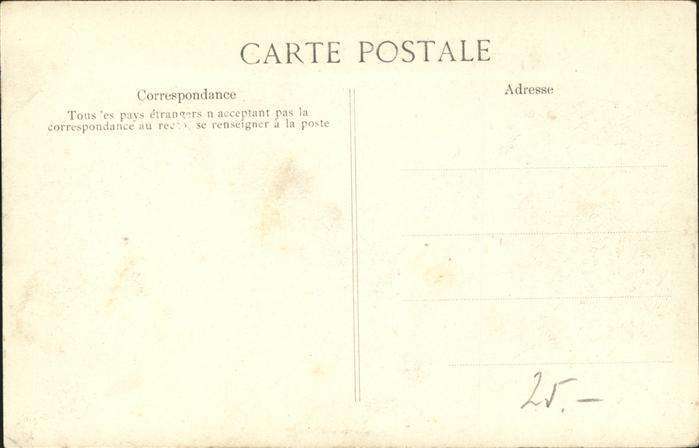 CARTE POSTALE
Correspondance
Tous les pays étrangers n acceptant pas la
correspondance au recto, se renseigner à la poste
Adresse
25.—